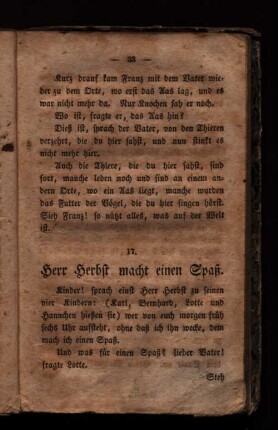 — 33 —
Kurz drauf kam Franz mit dem Vater wie-
der zu dem Orte, wo erst das Aas lag, und es
war nicht mehr da. Nur Knochen sah er noch.
Wo ist, fragte er, das Aas hin?
Dieß ist, sprach der Vater, von den Thieren
verzehrt, die du hier sahst, und nun stinkt es
nicht mehr hier.
Auch die Thiere, die du hier sahst, sind
fort, manche leben noch und sind an einem an-
dern Orte, wo ein Aas liegt, manche wurden
das Futter der Vögel, die du hier singen hörst.
Sieh Franz! so nützt alles, was auf der Welt
ist.
17.
Herr Herbst macht einen Spaß.
Kinder! sprach einst Herr Herbst zu seinen
vier Kindern: (Karl, Bernhard, Lotte und
Hannchen hießen sie) wer von euch morgen früh
sechs Uhr aufsteht, ohne daß ich ihn wecke, dem
mach ich einen Spaß.
Und was für einen Spaß? lieber Vater!
fragte Lotte.
Steh